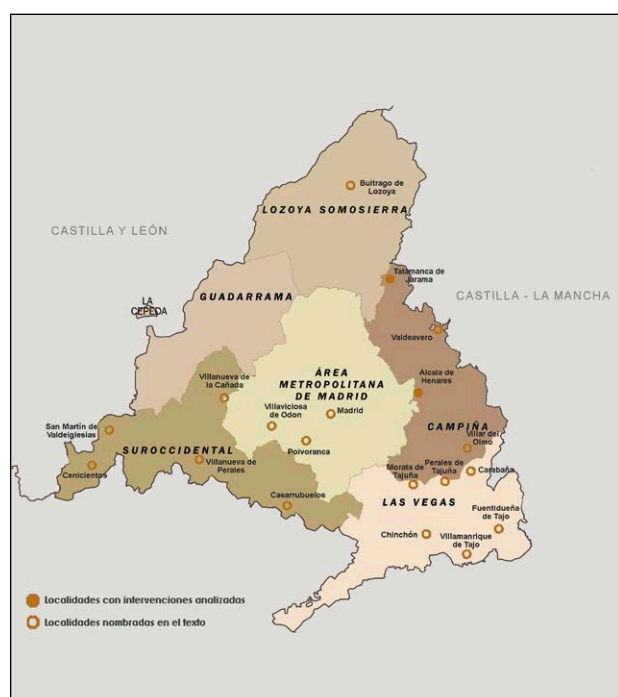 Buitrago de
Lozoya
LOZOYA SOMOSIERRA
CASTILLA Y LEÓN
Talamanca de
Jarama
CASTILLA - LA MANCHA
GUADARRAMA
LA
CEPEDA
Valdeavero
ÁREA
METROPOLITANA
DE MADRID
Villanueva de
la Cañada
Alcala de
Henares
Villaviciosa
de Odon
Madrid
San Martín de
Valdeiglesias
CAMPIÑA
Villar del
Olmo
SUROCCIDENTAL
Polvoranca
Villanueva de
Perales
Cenicientos
Morata de
Tajuña
Perales de
Tajuña
Carabaña
LAS VEGAS
Casarrubuelos
Fuentidueña
de Tajo
Chinchón
Villamanrique
de Tajo
Localidades con intervenciones analizadas
Localidades nombradas en el texto